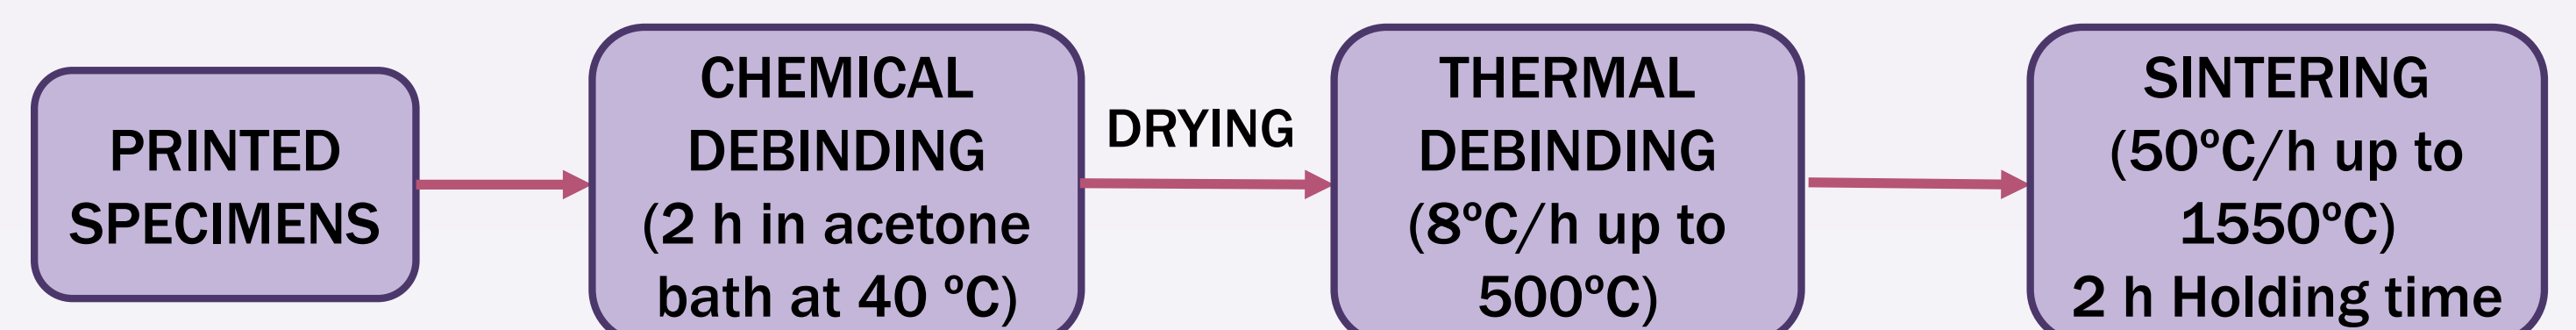 PRINTED
SPECIMENS
CHEMICAL
DEBINDING
(2 h in acetone
bath at 40 ºC)
DRYING
THERMAL
DEBINDING
(8ºC/h up to
500ºC)
SINTERING
(50ºC/h up to
1550ºC)
2 h Holding time